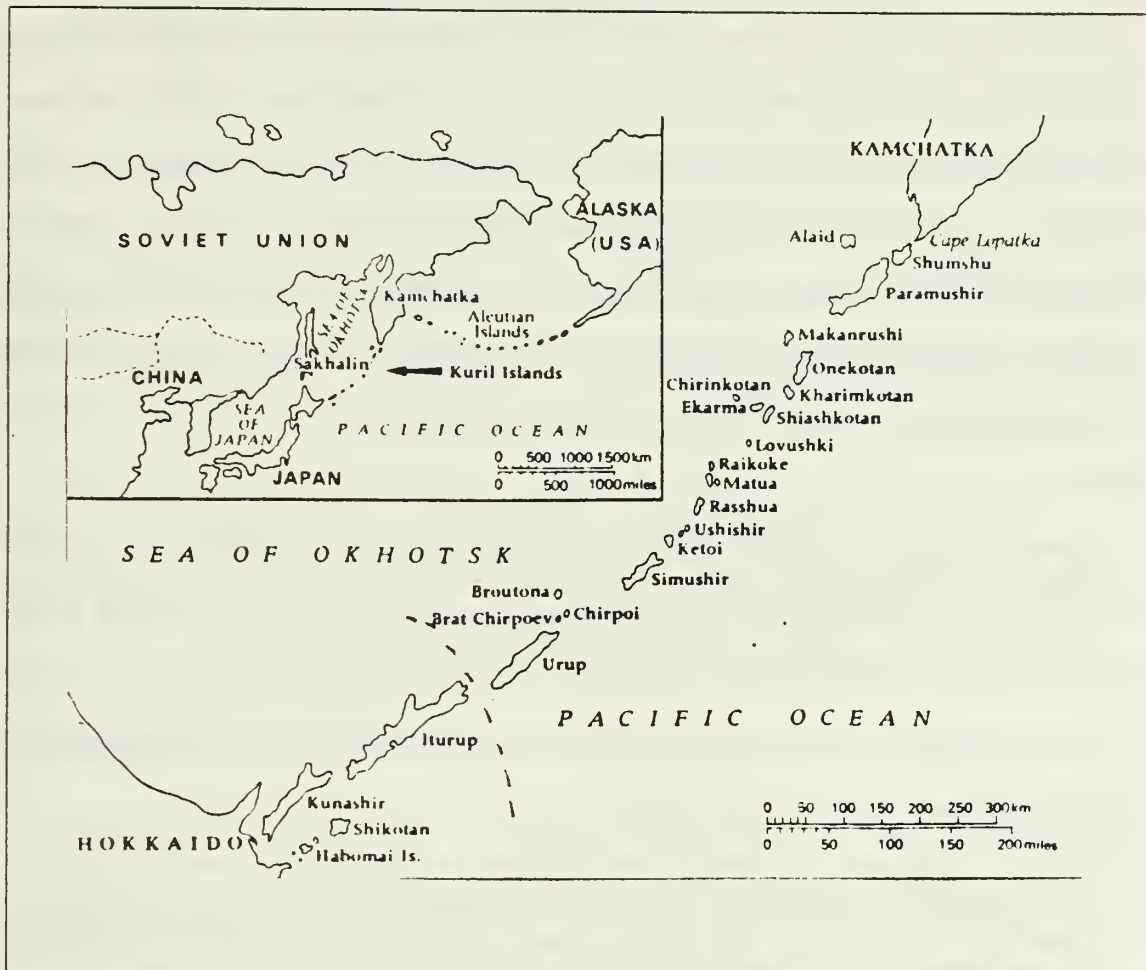 SOVIET UNION
ALASKA
(USA)
SEA OF
OKHOTSK
Kamchatka
Aleutian
Islands
Sakhalin
Kuril Islands
CHINA
SEA
OF
JAPAN
PACIFIC OCEAN
JAPAN
0 500 1000 1500 km
0 500 1000 miles
KAMCHATKA
Alaid
Cape Lopatka
Shumshu
Paramushir
Makanrushi
Onekotan
Chirinkotan
Kharimkotan
Ekarma
Shiashkotan
Lovushki
Raikoke
Matua
Rasshua
Ushishir
Ketoi
SEA OF OKHOTSK
Simushir
Broutona
Brat Chirpoev
Chirpoi
Urup
PACIFIC OCEAN
Iturup
Kunashir
Shikotan
HOKKAIDO
Habomai Is.
0 50 100 150 200 250 300 km
0 50 100 150 200 miles